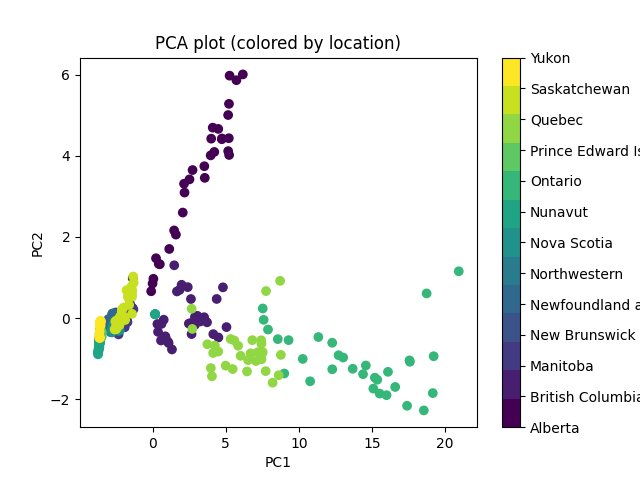 PCA plot (colored by location)
6
4
2
0
−2
PC2
0
5
10
15
20
PC1
Yukon
Saskatchewan
Quebec
Prince Edward Is
Ontario
Nunavut
Nova Scotia
Northwestern
Newfoundland a
New Brunswick
Manitoba
British Columbia
Alberta